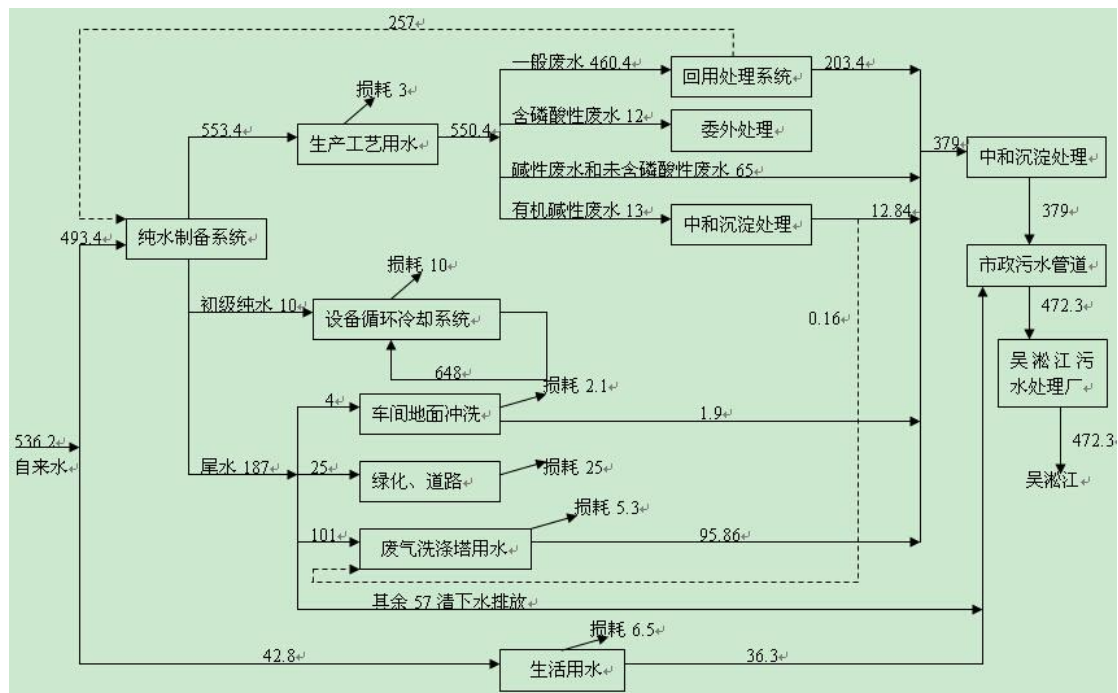 257
一般废水 460.4
回用处理系统
203.4
损耗 3
553.4
生产工艺用水
550.4
含磷酸性废水 12
委外处理
379
中和沉淀处理
碱性废水和未含磷酸性废水 65
有机碱性废水 13
中和沉淀处理
12.84
379
493.4
纯水制备系统
市政污水管道
损耗 10
初级纯水 10
设备循环冷却系统
0.16
472.3
648
吴淞江污
水处理厂
损耗 2.1
4
车间地面冲洗
1.9
536.2
自来水
472.3
尾水 187
25
绿化、道路
损耗 25
吴淞江
损耗 5.3
101
废气洗涤塔用水
95.86
其余 57 清下水排放
损耗 6.5
42.8
生活用水
36.3